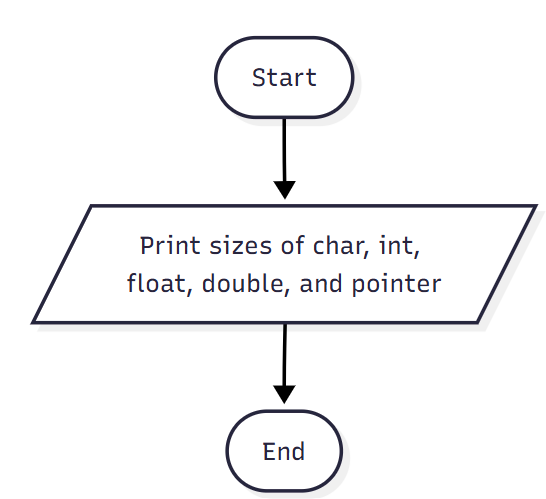 Start
Print sizes of char, int,
float, double, and pointer
End